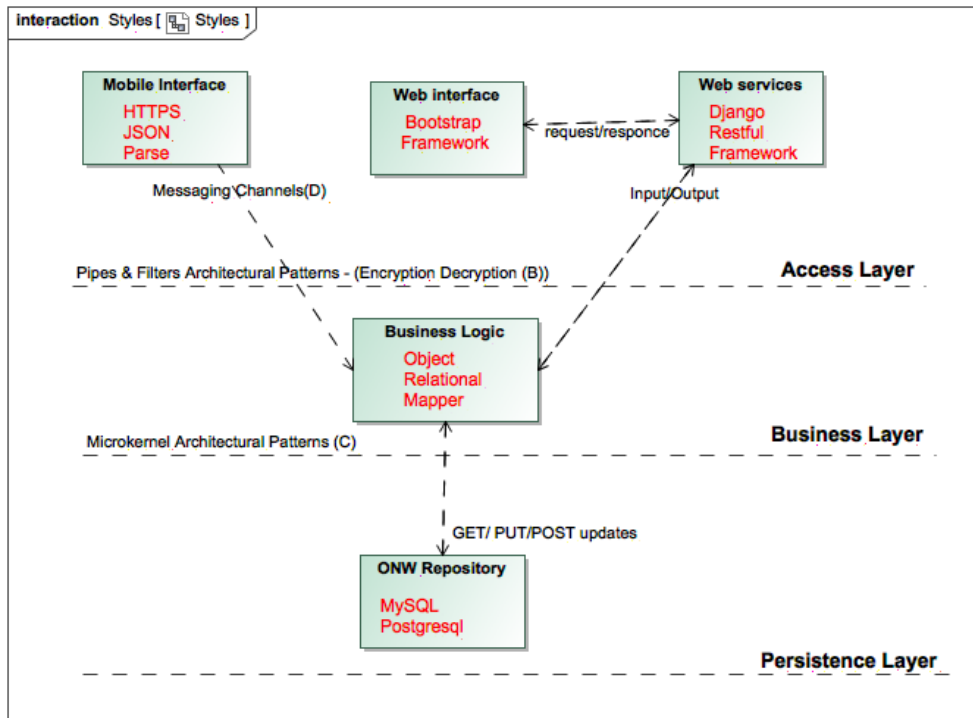 interaction Styles [ Styles ]
Mobile Interface
HTTPS
JSON
Parse
Web interface
Bootstrap
Framework
Web services
Django
Restful
Framework
request/responce
Messaging Channels(D)
Input/Output
Pipes & Filters Architectural Patterns - (Encryption Decryption (B))
Access Layer
Business Logic
Object
Relational
Mapper
Microkernel Architectural Patterns (C)
Business Layer
GET/ PUT/POST updates
ONW Repository
MySQL
Postgresql
Persistence Layer